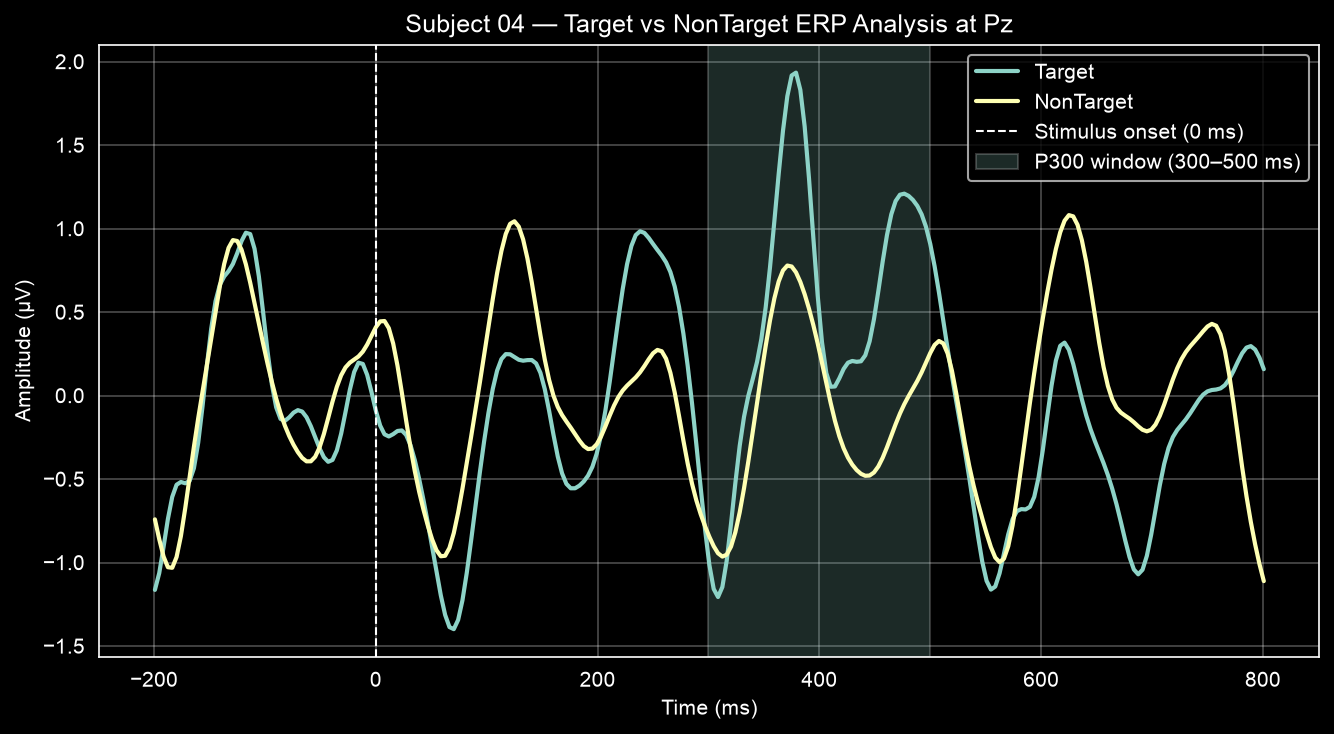 Subject 04 — Target vs NonTarget ERP Analysis at Pz
Target
NonTarget
Stimulus onset (0 ms)
P300 window (300–500 ms)
Amplitude (µV)
2.0
1.5
1.0
0.5
0.0
−0.5
−1.0
−1.5
−200
0
200
400
600
800
Time (ms)